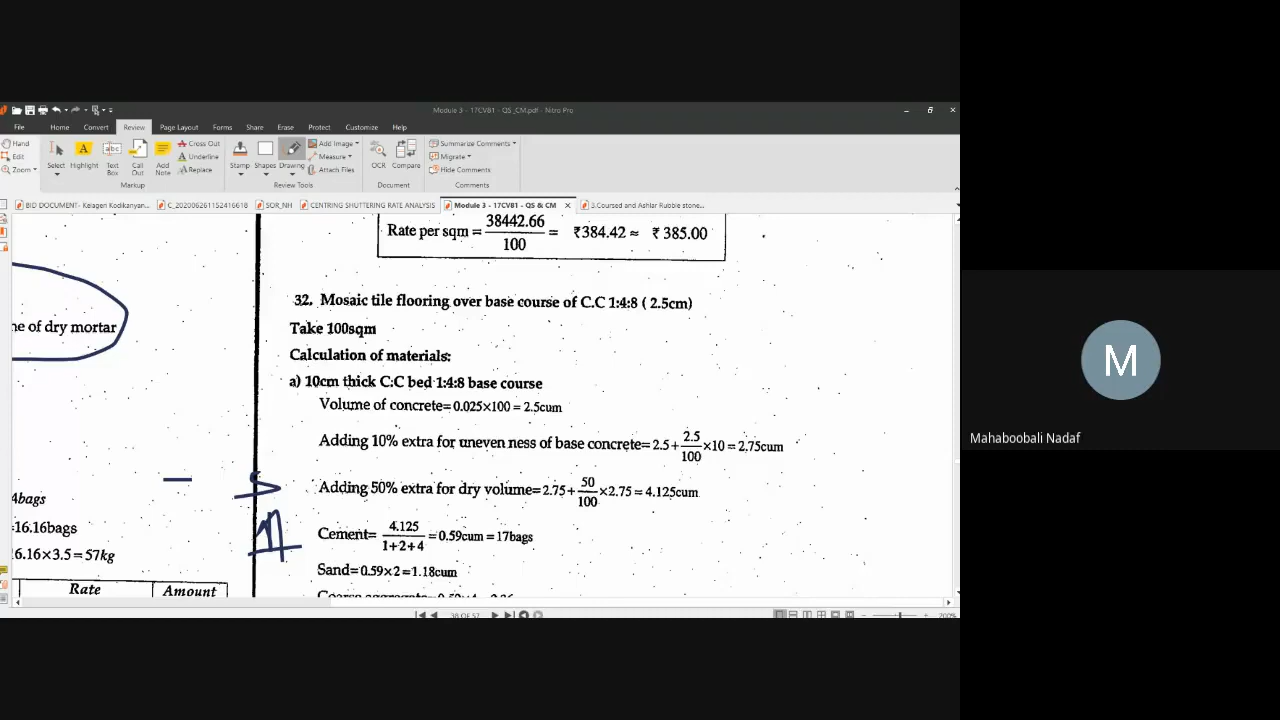 Module 3 - 17CV81 - QS _CM.pdf - Nitro Pro
File Home Convert Review Page Layout Forms Share Erase Protect Customize Help
Hand
Edit
Zoom
Select
Highlight
Text Box
Call Out
Add Note
Cross Out
Underline
Replace
Markup
Stamp
Shapes
Drawing
Add Image
Measure
Attach Files
Review Tools
OCR
Compare
Document
Summarize Comments
Migrate
Hide Comments
Comments
BID DOCUMENT- Kelagen Kodikanyan... C_202006261152416618 SOR_NH CENTRING SHUTTERING RATE ANALYSIS Module 3 - 17CV81 - QS & CM 3.Coursed and Ashlar Rubble stone...
Rate per sqm = 38442.66 / 100 = ₹384.42 ≈ ₹ 385.00
32. Mosaic tile flooring over base course of C.C 1:4:8 ( 2.5cm)
Take 100sqm
Calculation of materials:
a) 10cm thick C:C bed 1:4:8 base course
Volume of concrete= 0.025×100 = 2.5cum
Adding 10% extra for uneven ness of base concrete= 2.5 + 2.5/100 ×10 = 2.75cum
Adding 50% extra for dry volume= 2.75 + 50/100 ×2.75 = 4.125cum
Cement= 4.125 / 1+2+4 = 0.59cum = 17bags
Sand= 0.59×2 = 1.18cum
ne of dry mortar
4bags
=16.16bags
6.16×3.5 = 57kg
Rate Amount
38 OF 57
200%
M
Mahaboobali Nadaf